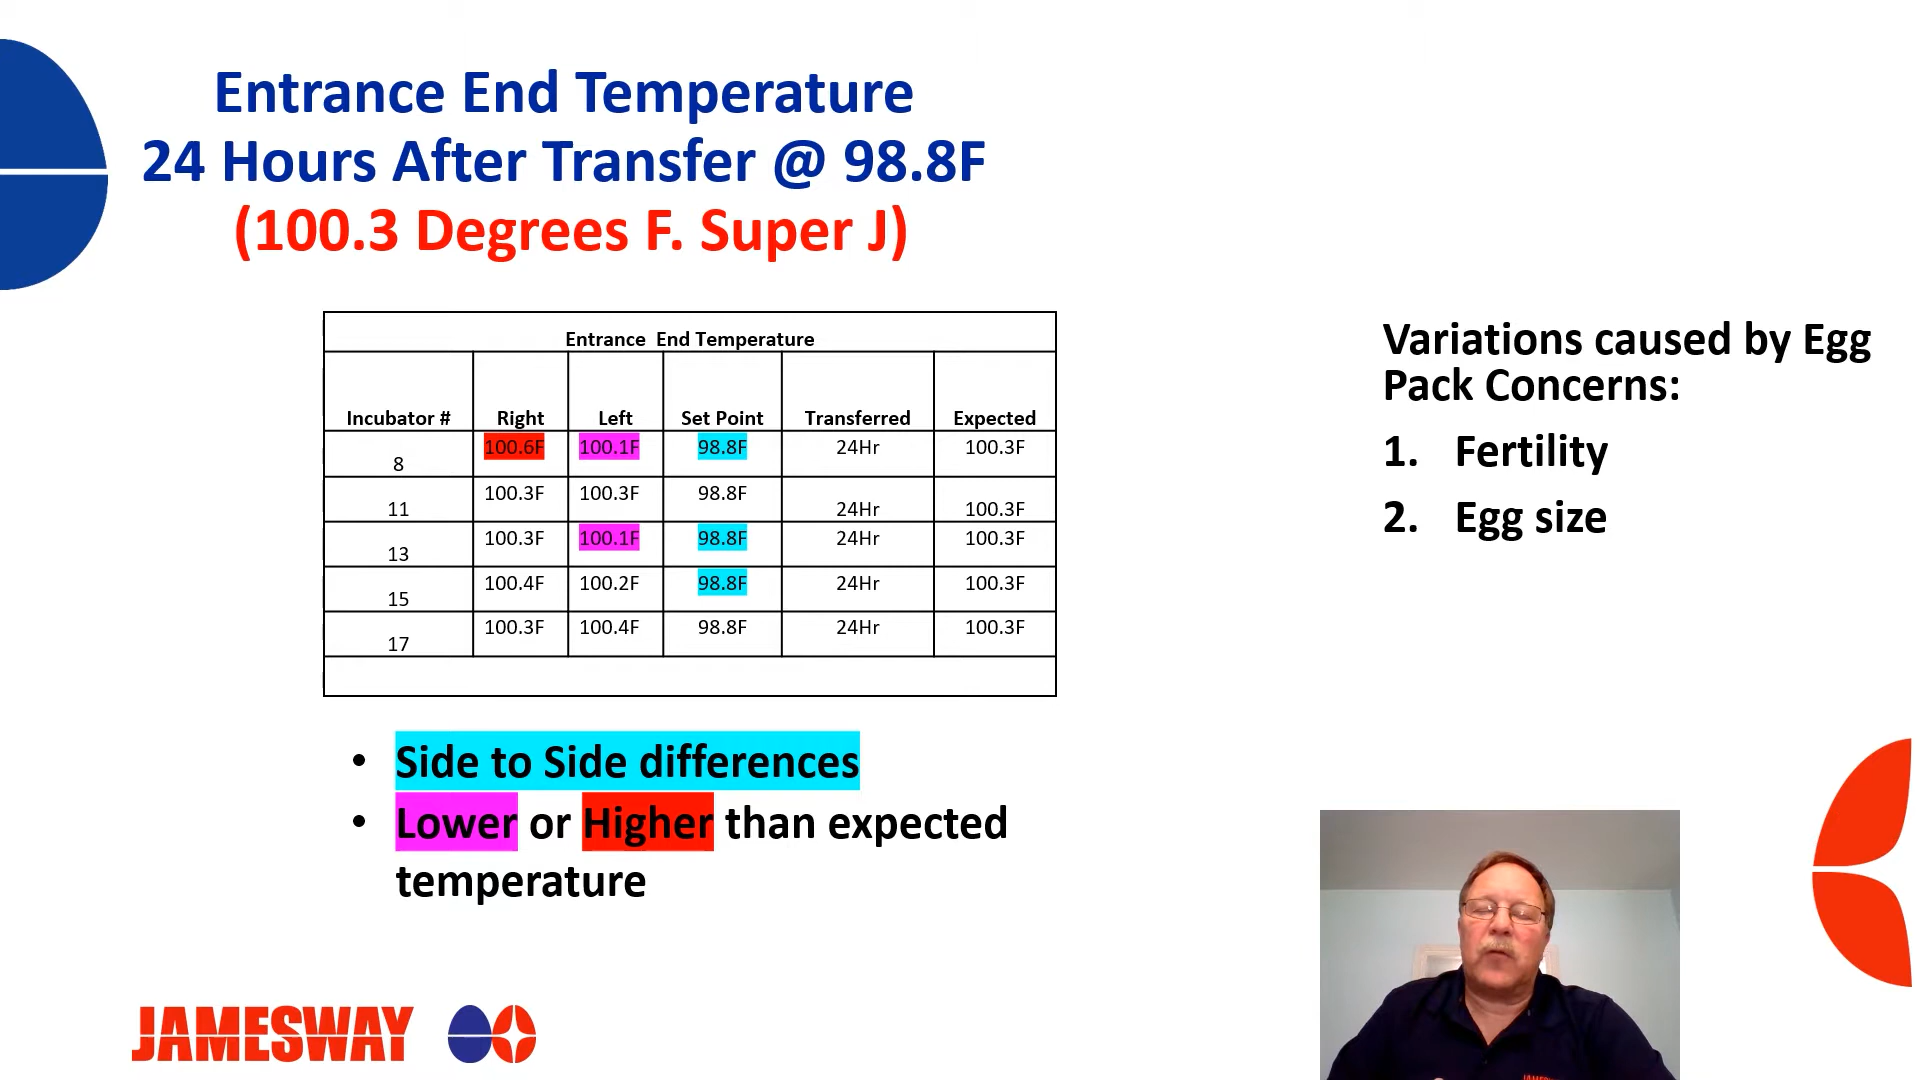 Entrance End Temperature
24 Hours After Transfer @ 98.8F
(100.3 Degrees F. Super J)
Entrance End Temperature
Incubator # Right Left Set Point Transferred Expected
8 100.6F 100.1F 98.8F 24Hr 100.3F
11 100.3F 100.3F 98.8F 24Hr 100.3F
13 100.3F 100.1F 98.8F 24Hr 100.3F
15 100.4F 100.2F 98.8F 24Hr 100.3F
17 100.3F 100.4F 98.8F 24Hr 100.3F
• Side to Side differences
• Lower or Higher than expected
temperature
Variations caused by Egg
Pack Concerns:
1. Fertility
2. Egg size
JAMESWAY